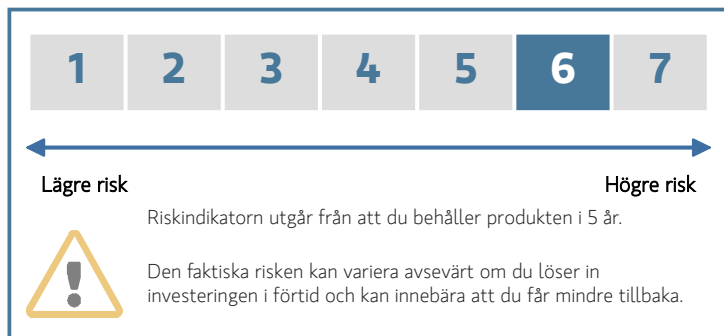 1 2 3 4 5 6 7
Lägre risk Högre risk
Riskindikatorn utgår från att du behåller produkten i 5 år.
Den faktiska risken kan variera avsevärt om du löser in
investeringen i förtid och kan innebära att du får mindre tillbaka.